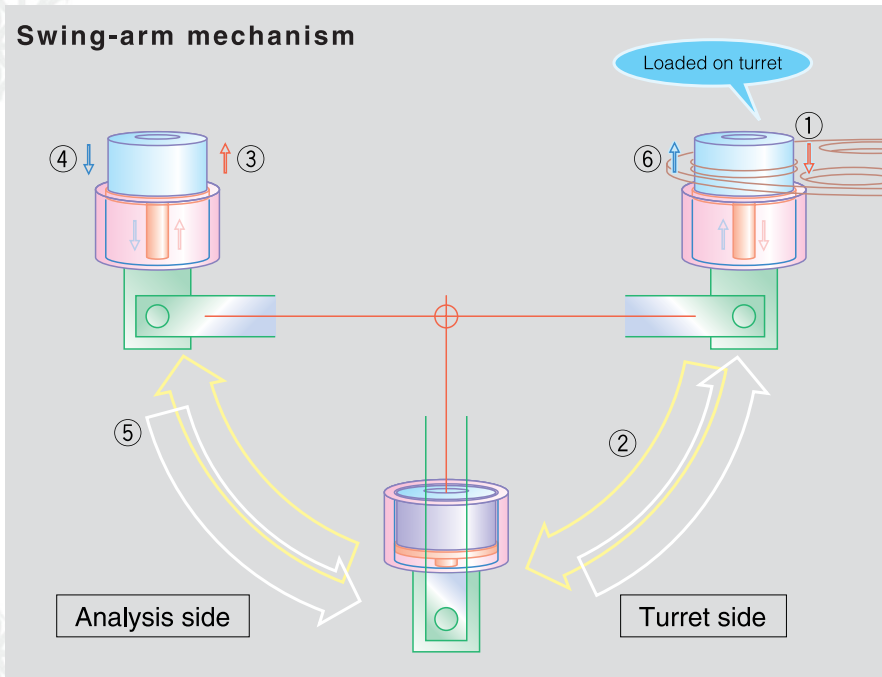 Swing-arm mechanism
Loaded on turret
①
④
③
⑥
⑤
②
Analysis side
Turret side